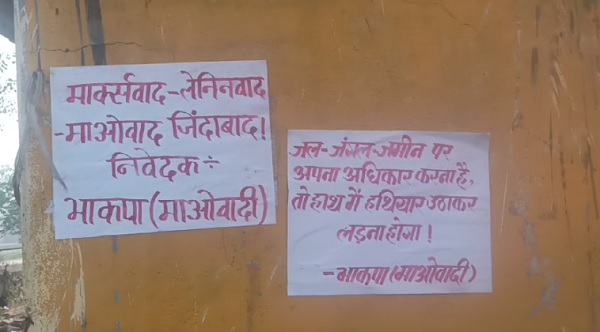 मार्क्सवाद-लेनिनवाद
-माओवाद जिंदाबाद!
निवेदक ÷
भाकपा (माओवादी)
जल-जंगल-जमीन पर
अपना अधिकार करना है,
तो हाथ में हथियार उठाकर
लड़ना होगा!
-भाकपा (माओवादी)